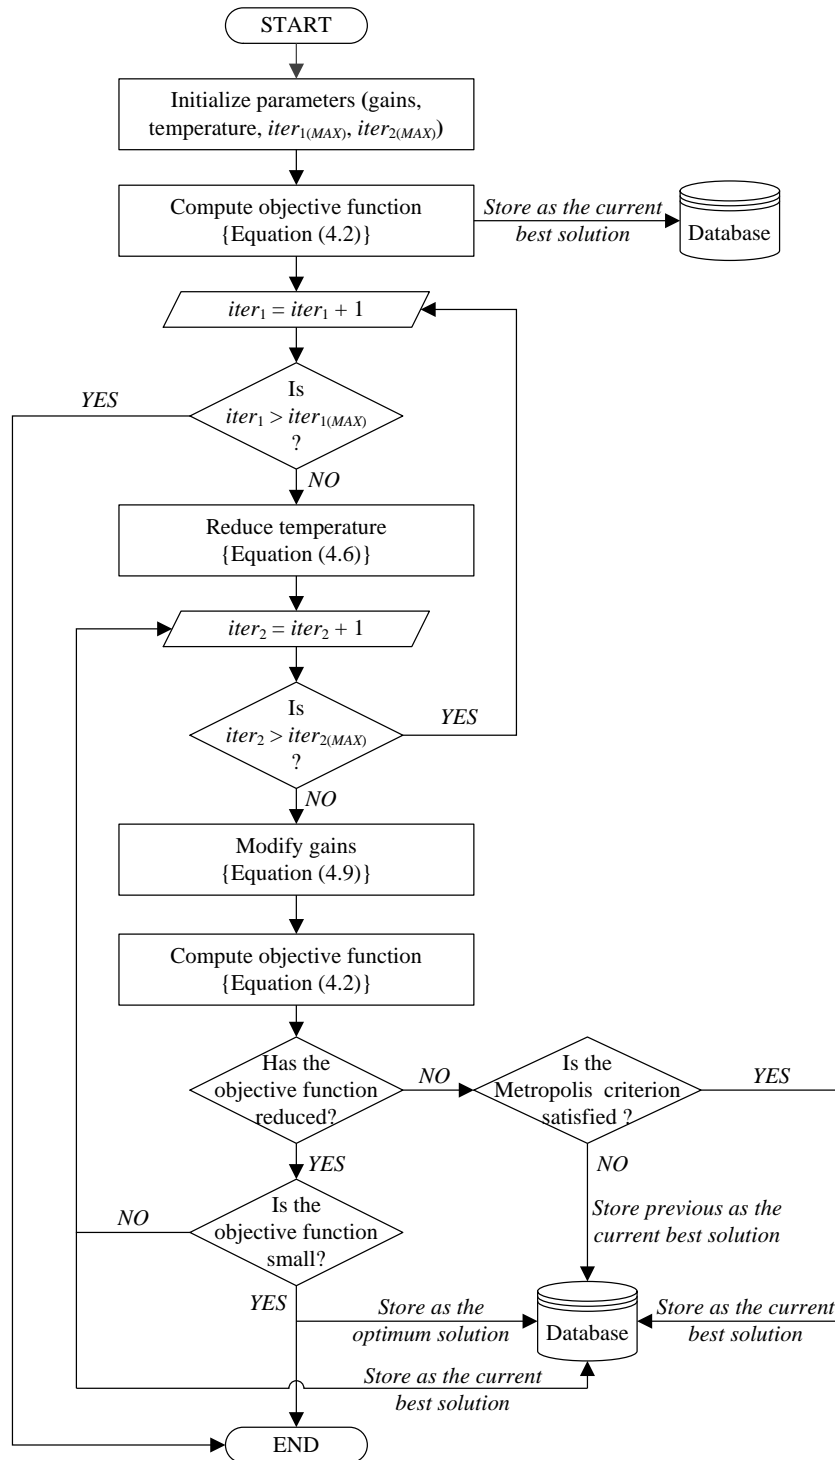 START
Initialize parameters (gains,
temperature, iter1(MAX), iter2(MAX))
Compute objective function
{Equation (4.2)}
Store as the current
best solution
Database
iter1 = iter1 + 1
Is
iter1 > iter1(MAX)
?
YES
NO
Reduce temperature
{Equation (4.6)}
iter2 = iter2 + 1
Is
iter2 > iter2(MAX)
?
YES
NO
Modify gains
{Equation (4.9)}
Compute objective function
{Equation (4.2)}
Has the
objective function
reduced?
NO
Is the
Metropolis criterion
satisfied ?
YES
YES
NO
Is the
objective function
small?
NO
Store previous as the
current best solution
YES
Store as the
optimum solution
Database
Store as the current
best solution
Store as the current
best solution
END